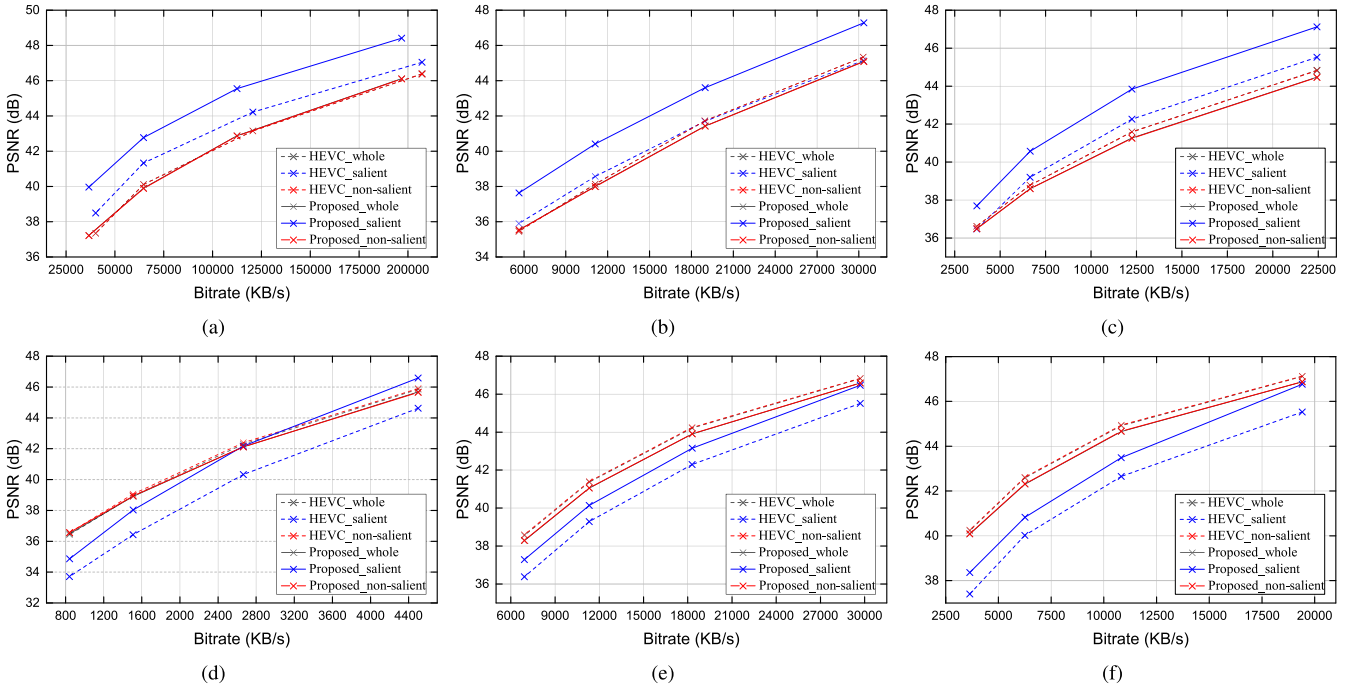 50
48
46
44
42
40
38
36
PSNR (dB)
HEVC_whole
HEVC_salient
HEVC_non-salient
Proposed_whole
Proposed_salient
Proposed_non-salient
25000 50000 75000 100000 125000 150000 175000 200000
Bitrate (KB/s)
(a)
48
46
44
42
40
38
36
34
PSNR (dB)
HEVC_whole
HEVC_salient
HEVC_non-salient
Proposed_whole
Proposed_salient
Proposed_non-salient
6000 9000 12000 15000 18000 21000 24000 27000 30000
Bitrate (KB/s)
(b)
48
46
44
42
40
38
36
PSNR (dB)
HEVC_whole
HEVC_salient
HEVC_non-salient
Proposed_whole
Proposed_salient
Proposed_non-salient
2500 5000 7500 10000 12500 15000 17500 20000 22500
Bitrate (KB/s)
(c)
48
46
44
42
40
38
36
34
32
PSNR (dB)
HEVC_whole
HEVC_salient
HEVC_non-salient
Proposed_whole
Proposed_salient
Proposed_non-salient
800 1200 1600 2000 2400 2800 3200 3600 4000 4400
Bitrate (KB/s)
(d)
48
46
44
42
40
38
36
PSNR (dB)
HEVC_whole
HEVC_salient
HEVC_non-salient
Proposed_whole
Proposed_salient
Proposed_non-salient
6000 9000 12000 15000 18000 21000 24000 27000 30000
Bitrate (KB/s)
(e)
48
46
44
42
40
38
PSNR (dB)
HEVC_whole
HEVC_salient
HEVC_non-salient
Proposed_whole
Proposed_salient
Proposed_non-salient
2500 5000 7500 10000 12500 15000 17500 20000
Bitrate (KB/s)
(f)